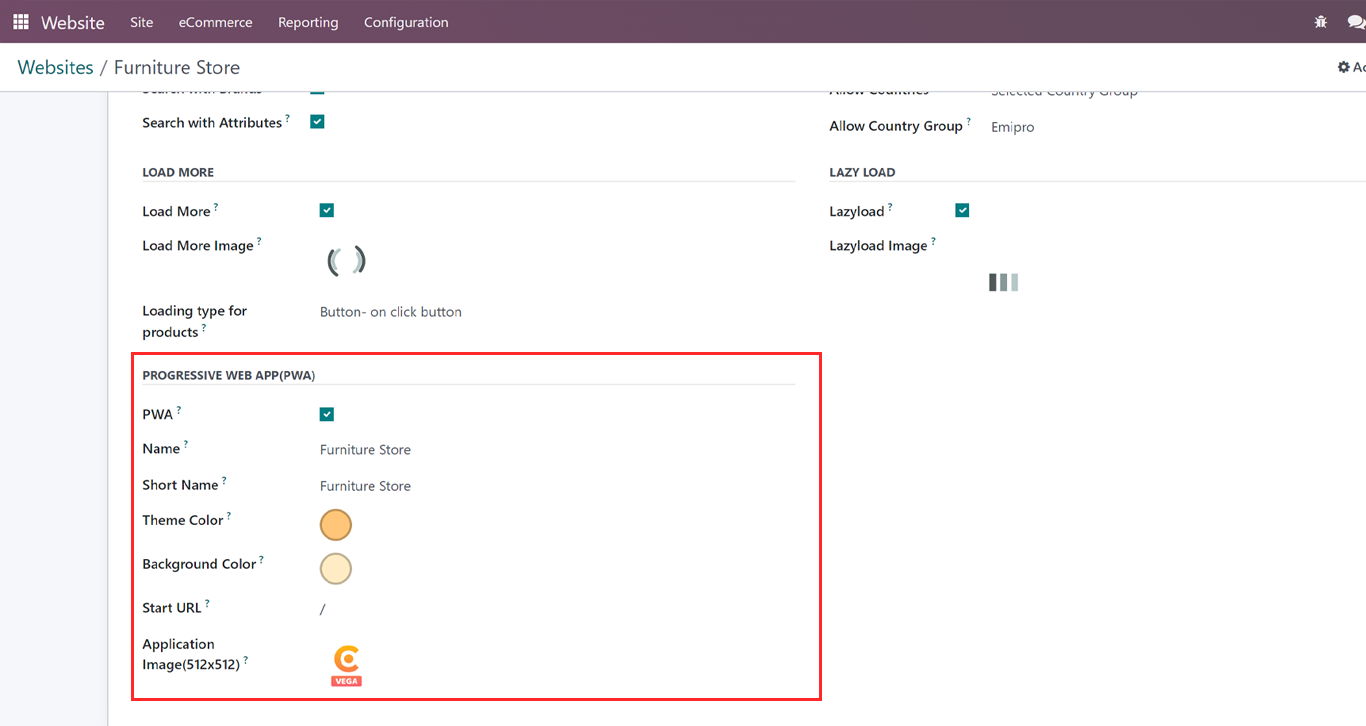 Website Site eCommerce Reporting Configuration
Websites / Furniture Store
Search with Brands
Allow Countries Selected Country Group
Search with Attributes ?
Allow Country Group ? Emipro
LOAD MORE
LAZY LOAD
Load More ?
Lazyload ?
Load More Image ?
Lazyload Image ?
Loading type for
products ?
Button- on click button
PROGRESSIVE WEB APP(PWA)
PWA ?
Name ? Furniture Store
Short Name ? Furniture Store
Theme Color ?
Background Color ?
Start URL ? /
Application
Image(512x512) ?
VEGA